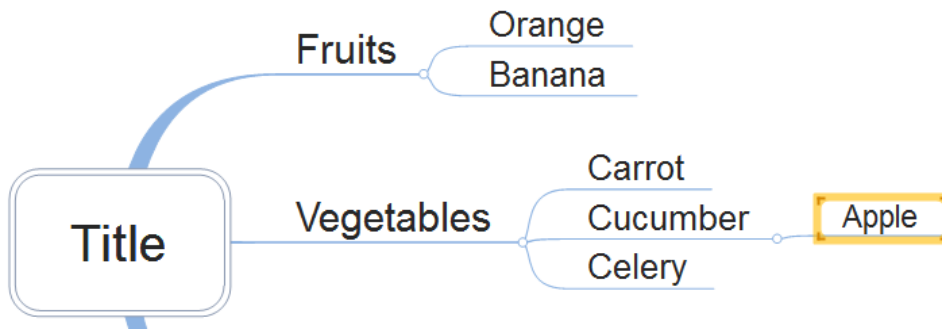 Title
Fruits
Orange
Banana
Vegetables
Carrot
Cucumber
Apple
Celery